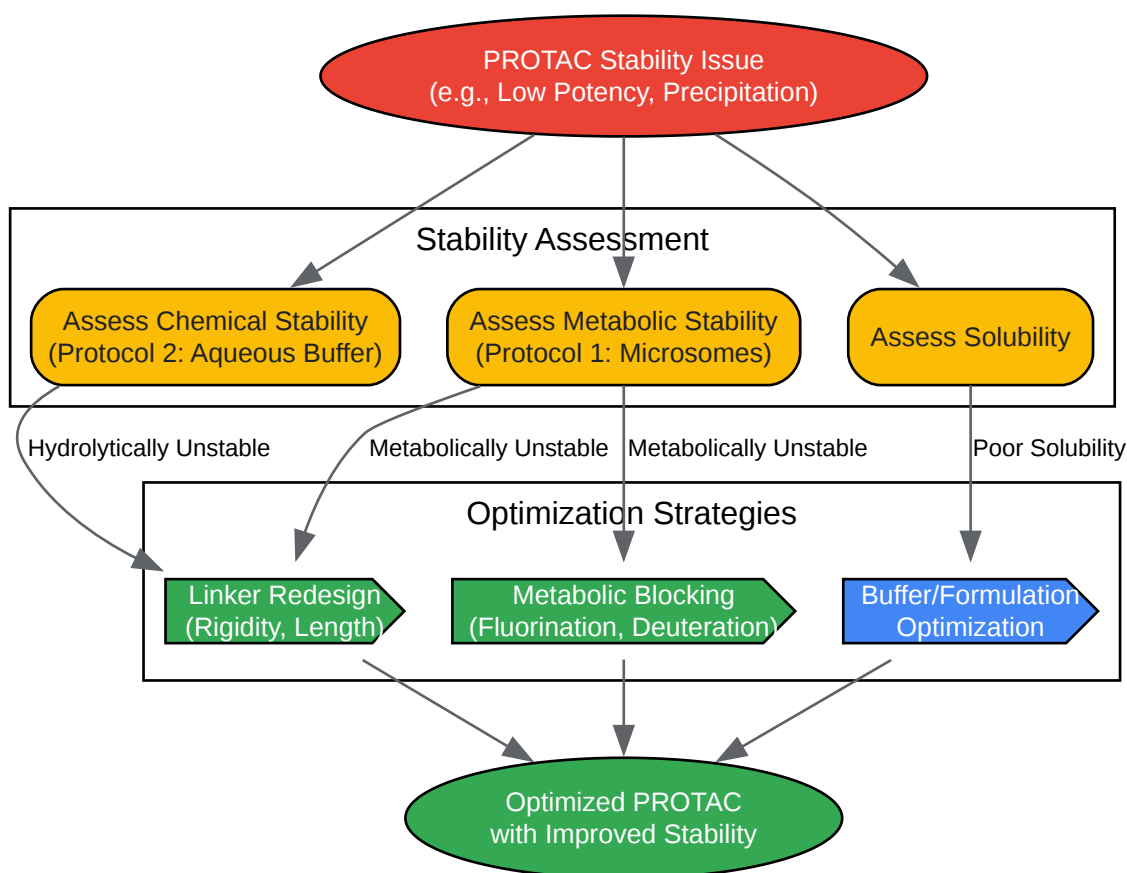 PROTAC Stability Issue
(e.g., Low Potency, Precipitation)
Stability Assessment
Assess Chemical Stability
(Protocol 2: Aqueous Buffer)
Assess Metabolic Stability
(Protocol 1: Microsomes)
Assess Solubility
Hydrolytically Unstable
Metabolically Unstable
Metabolically Unstable
Poor Solubility
Optimization Strategies
Linker Redesign
(Rigidity, Length)
Metabolic Blocking
(Fluorination, Deuteration)
Buffer/Formulation
Optimization
Optimized PROTAC
with Improved Stability